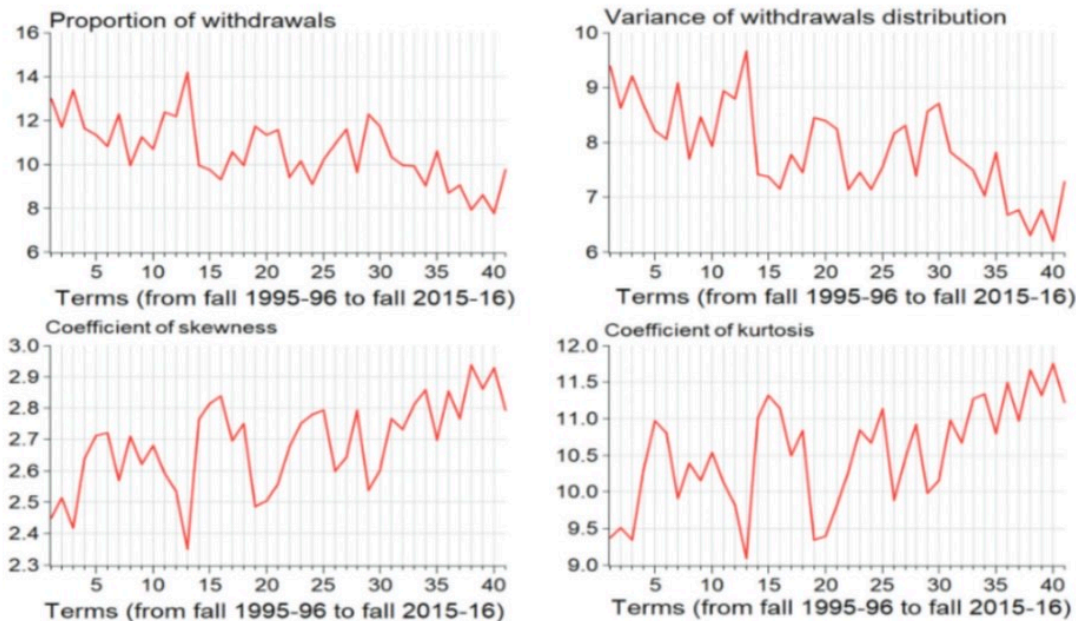 Proportion of withdrawals
16
14
12
10
8
6
5 10 15 20 25 30 35 40
Terms (from fall 1995-96 to fall 2015-16)
Variance of withdrawals distribution
10
9
8
7
6
5 10 15 20 25 30 35 40
Terms (from fall 1995-96 to fall 2015-16)
Coefficient of skewness
3.0
2.9
2.8
2.7
2.6
2.5
2.4
2.3
5 10 15 20 25 30 35 40
Terms (from fall 1995-96 to fall 2015-16)
Coefficient of kurtosis
12.0
11.5
11.0
10.5
10.0
9.5
9.0
5 10 15 20 25 30 35 40
Terms (from fall 1995-96 to fall 2015-16)